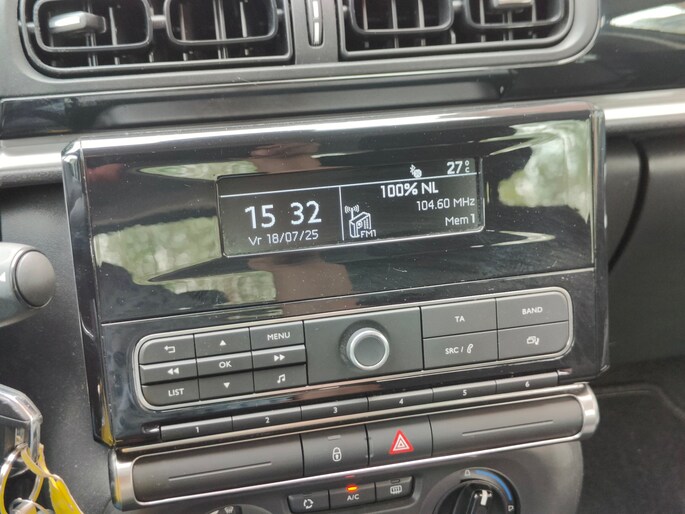 27°C
100% NL
15 32
104.60 MHz
Vr 18/07/25
FM1
Mem 1
MENU
OK
LIST
TA
BAND
SRC /
1 2 3 4 5 6
A/C